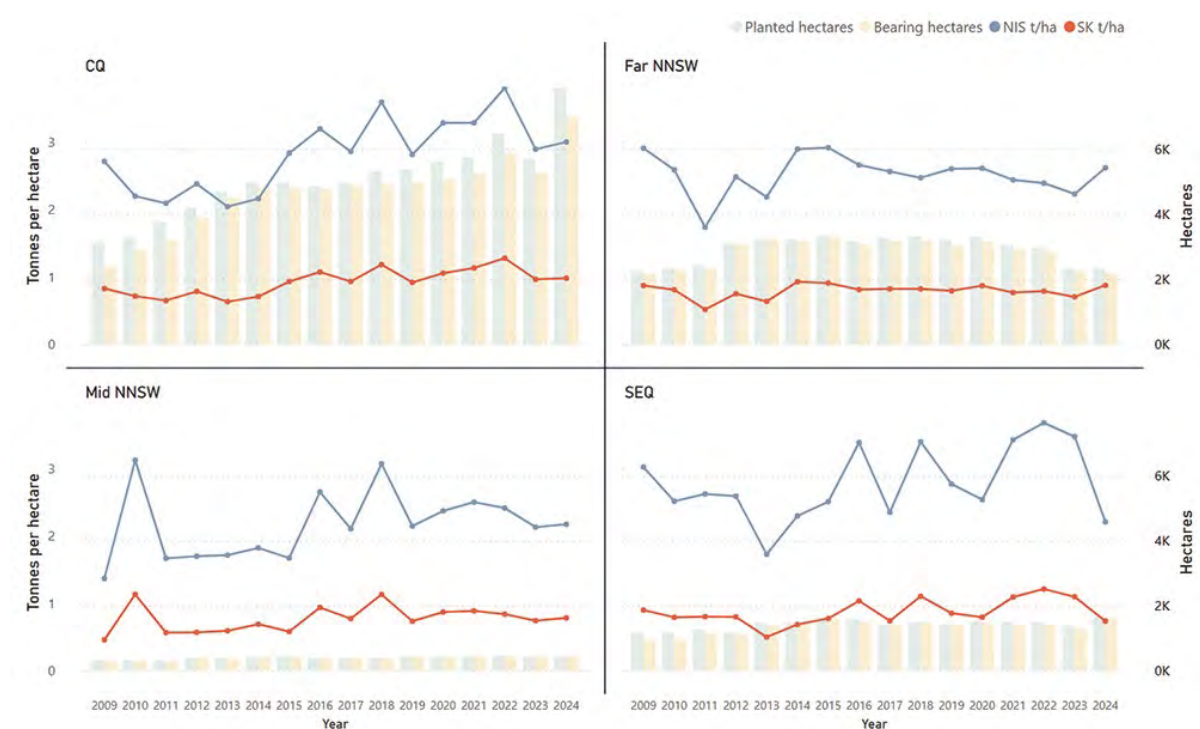 Planted hectares Bearing hectares NIS t/ha SK t/ha
CQ
Far NNSW
Tonnes per hectare
3
2
1
0
6K
4K
2K
0K
Hectares
Mid NNSW
SEQ
Tonnes per hectare
3
2
1
0
6K
4K
2K
0K
Hectares
2009 2010 2011 2012 2013 2014 2015 2016 2017 2018 2019 2020 2021 2022 2023 2024
Year
2009 2010 2011 2012 2013 2014 2015 2016 2017 2018 2019 2020 2021 2022 2023 2024
Year